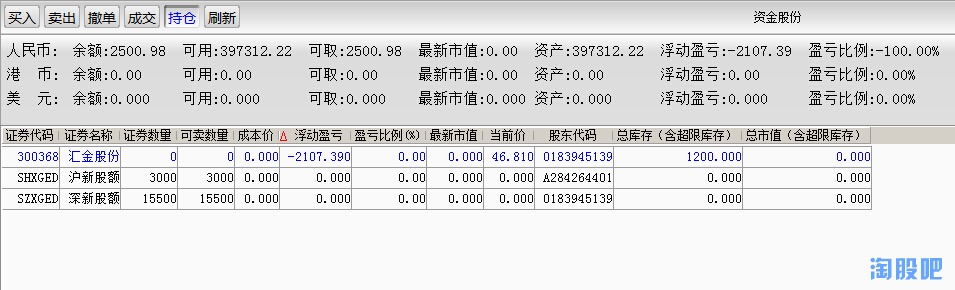 买入 卖出 撤单 成交 持仓 刷新 资金股份
人民币: 余额:2500.98 可用:397312.22 可取:2500.98 最新市值:0.00 资产:397312.22 浮动盈亏:-2107.39 盈亏比例:-100.00%
港 币: 余额:0.00 可用:0.00 可取:0.00 最新市值:0.00 资产:0.00 浮动盈亏:0.00 盈亏比例:0.00%
美 元: 余额:0.000 可用:0.000 可取:0.000 最新市值:0.000 资产:0.000 浮动盈亏:0.000 盈亏比例:0.00%
证券代码 证券名称 证券数量 可卖数量 成本价 浮动盈亏 盈亏比例(%) 最新市值 当前价 股东代码 总库存（含超限库存） 总市值（含超限库存）
300368 汇金股份 0 0 0.000 -2107.390 0.00 0.000 46.810 0183945139 1200.000 0.000
SHXGED 沪新股额 3000 3000 0.000 0.000 0.00 0.000 0.000 A284264401 0.000 0.000
SZXGED 深新股额 15500 15500 0.000 0.000 0.00 0.000 0.000 0183945139 0.000 0.000
淘股吧